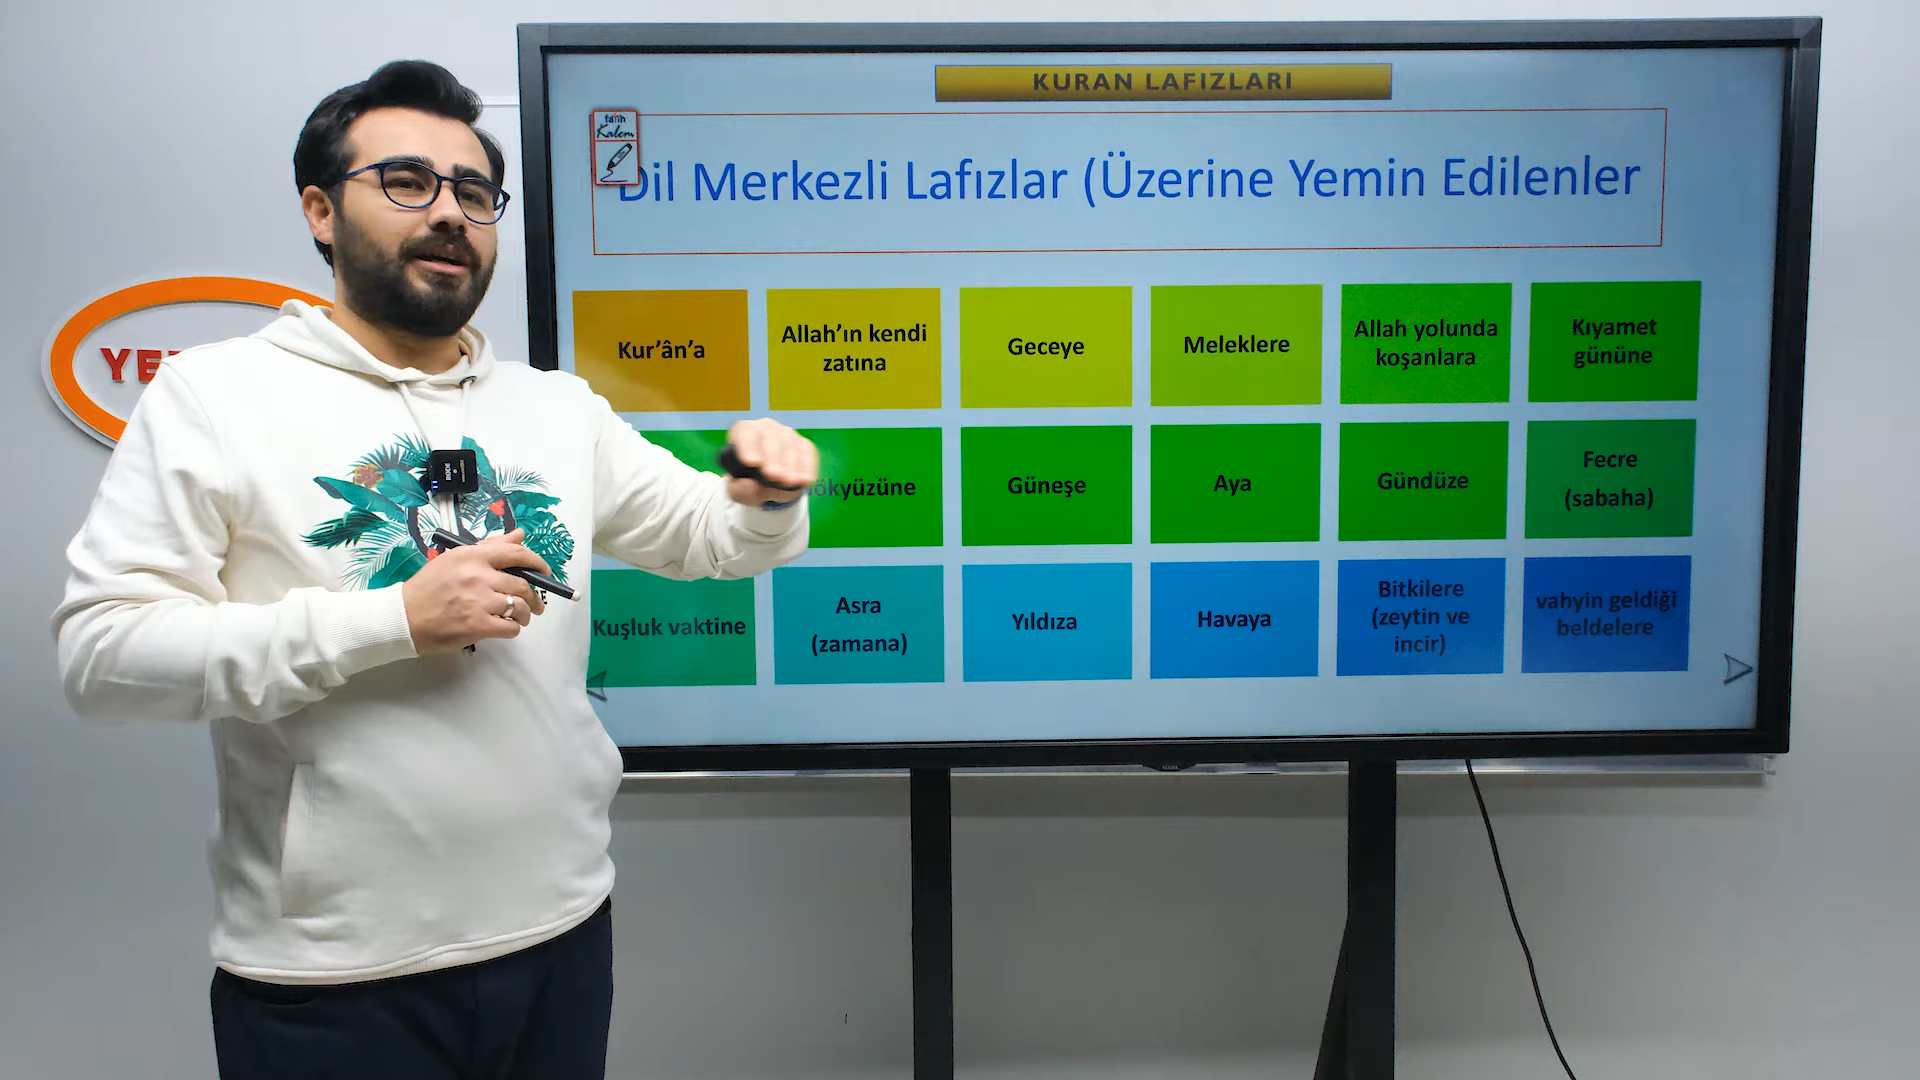 KURAN LAFIZLARI
fatih
Kalem
Dil Merkezli Lafızlar (Üzerine Yemin Edilenler
Kur’ân’a
Allah’ın kendi
zatına
Geceye
Meleklere
Allah yolunda
koşanlara
Kıyamet
gününe
Güneşe
Aya
Gündüze
Fecre
(sabaha)
Kuşluk vaktine
Asra
(zamana)
Yıldıza
Havaya
Bitkilere
(zeytin ve
incir)
vahyin geldiği
beldelere
RODE